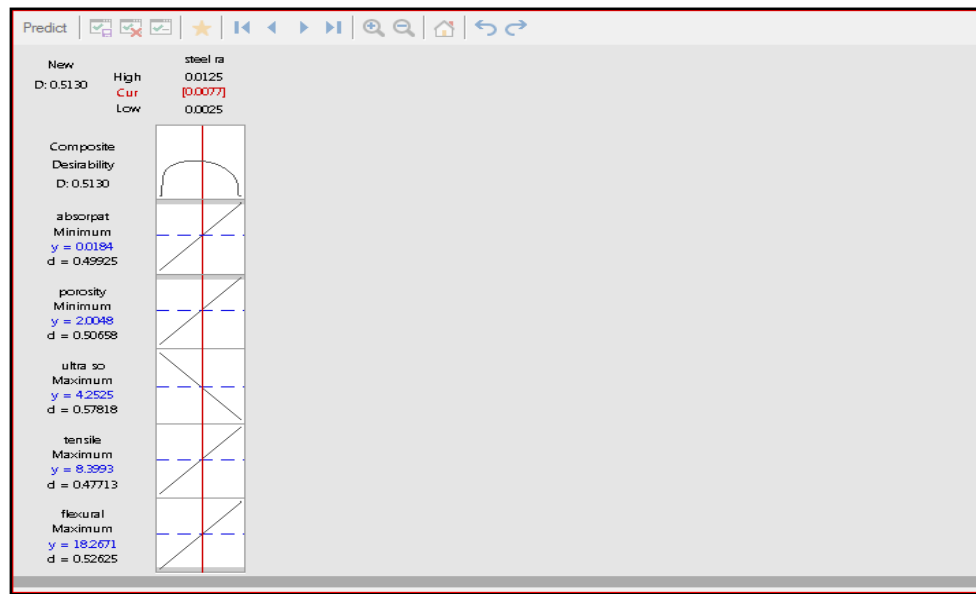 Predict
New
D: 0.5130
High
Cur
Low
steel ra
0.0125
[0.0077]
0.0025
Composite
Desirability
D: 0.5130
absorpat
Minimum
y = 0.0184
d = 0.49925
porosity
Minimum
y = 2.0048
d = 0.50658
ultra so
Maximum
y = 4.2525
d = 0.57818
tensile
Maximum
y = 8.3993
d = 0.47713
flexural
Maximum
y = 18.2671
d = 0.52625